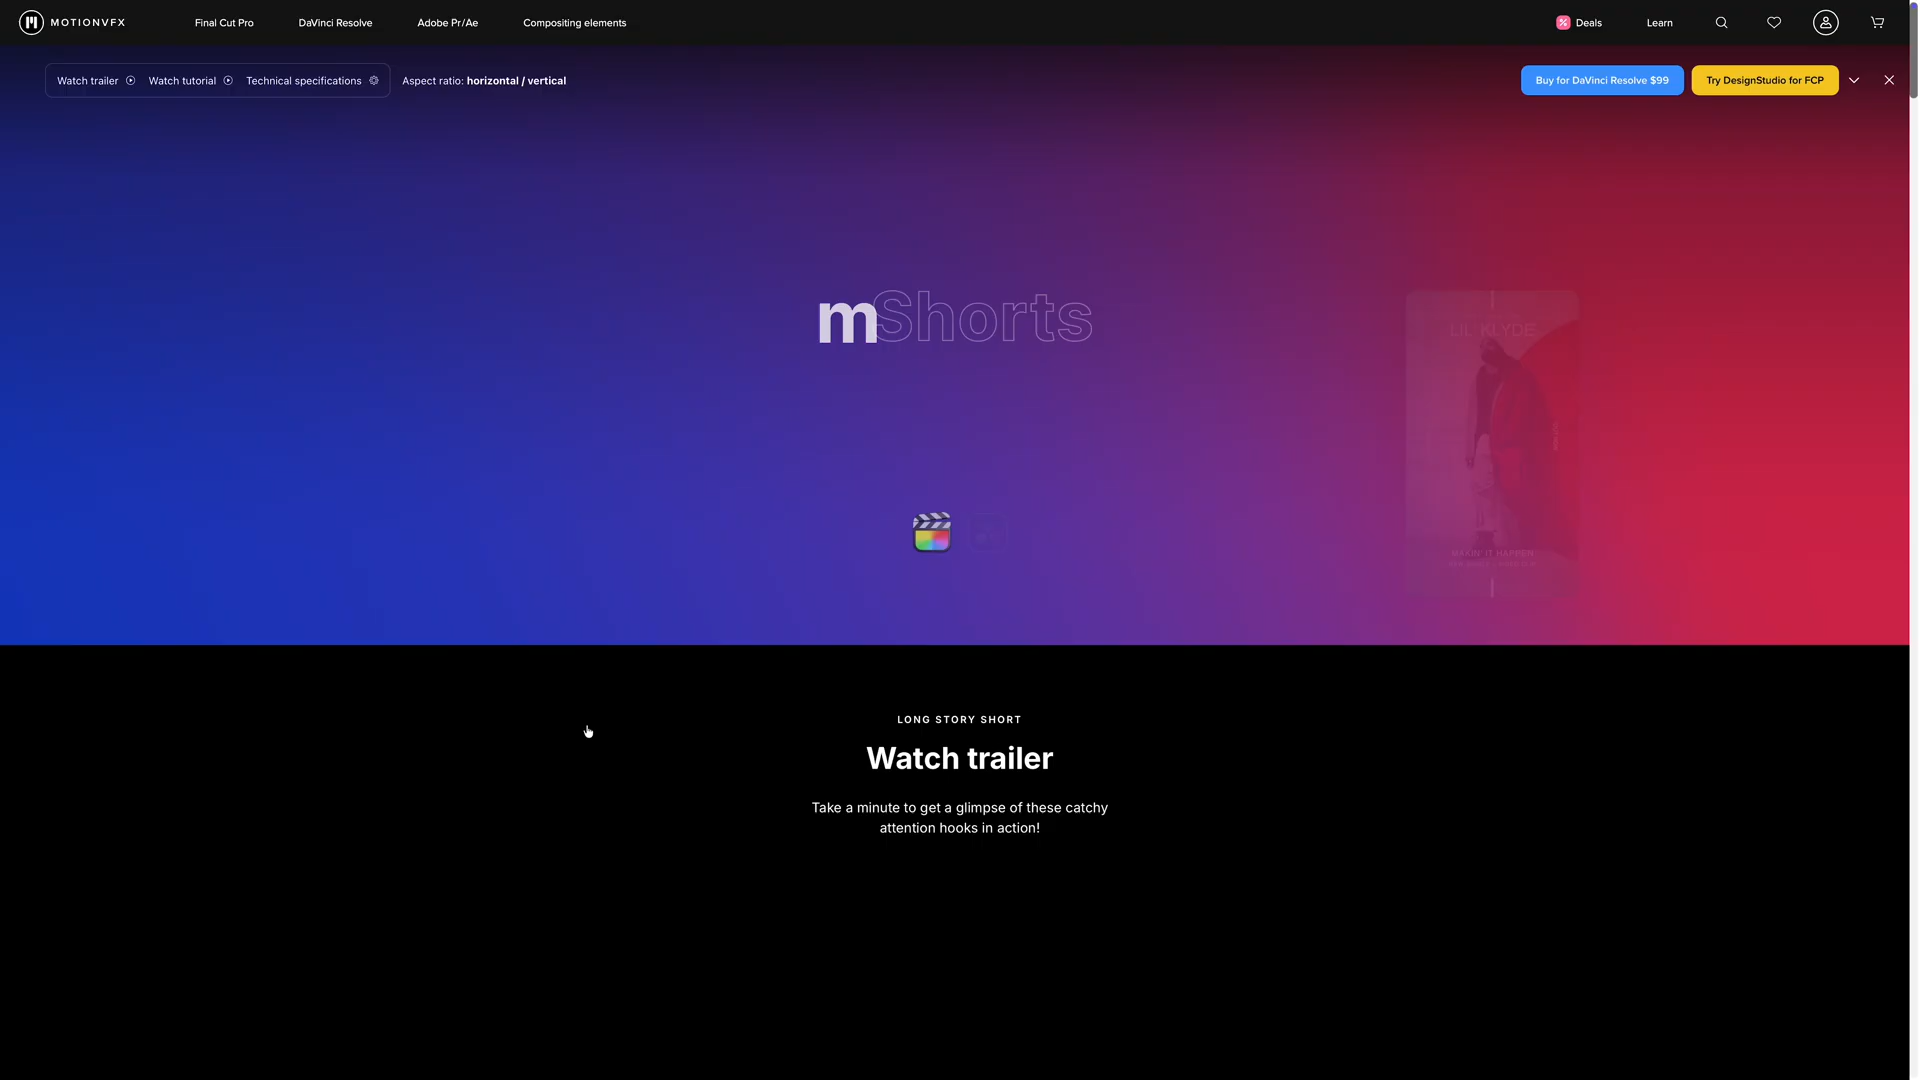 MOTIONVFX
Final Cut Pro
DaVinci Resolve
Adobe Pr/Ae
Compositing elements
Deals
Learn
Watch trailer
Watch tutorial
Technical specifications
Aspect ratio: horizontal / vertical
Buy for DaVinci Resolve $99
Try DesignStudio for FCP
mShorts
LIL KLYDE
MAKIN' IT HAPPEN
LONG STORY SHORT
Watch trailer
Take a minute to get a glimpse of these catchy
attention hooks in action!